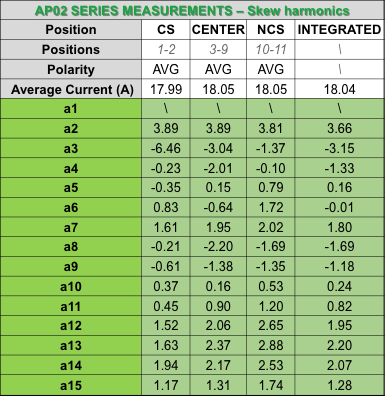 AP02 SERIES MEASUREMENTS – Skew harmonics
Position CS CENTER NCS INTEGRATED
Positions 1-2 3-9 10-11 \
Polarity AVG AVG AVG \
Average Current (A) 17.99 18.05 18.05 18.04
a1 \ \ \ \
a2 3.89 3.89 3.81 3.66
a3 -6.46 -3.04 -1.37 -3.15
a4 -0.23 -2.01 -0.10 -1.33
a5 -0.35 0.15 0.79 0.16
a6 0.83 -0.64 1.72 -0.01
a7 1.61 1.95 2.02 1.80
a8 -0.21 -2.20 -1.69 -1.69
a9 -0.61 -1.38 -1.35 -1.18
a10 0.37 0.16 0.53 0.24
a11 0.45 0.90 1.20 0.82
a12 1.52 2.06 2.65 1.95
a13 1.63 2.37 2.88 2.20
a14 1.94 2.17 2.53 2.07
a15 1.17 1.31 1.74 1.28